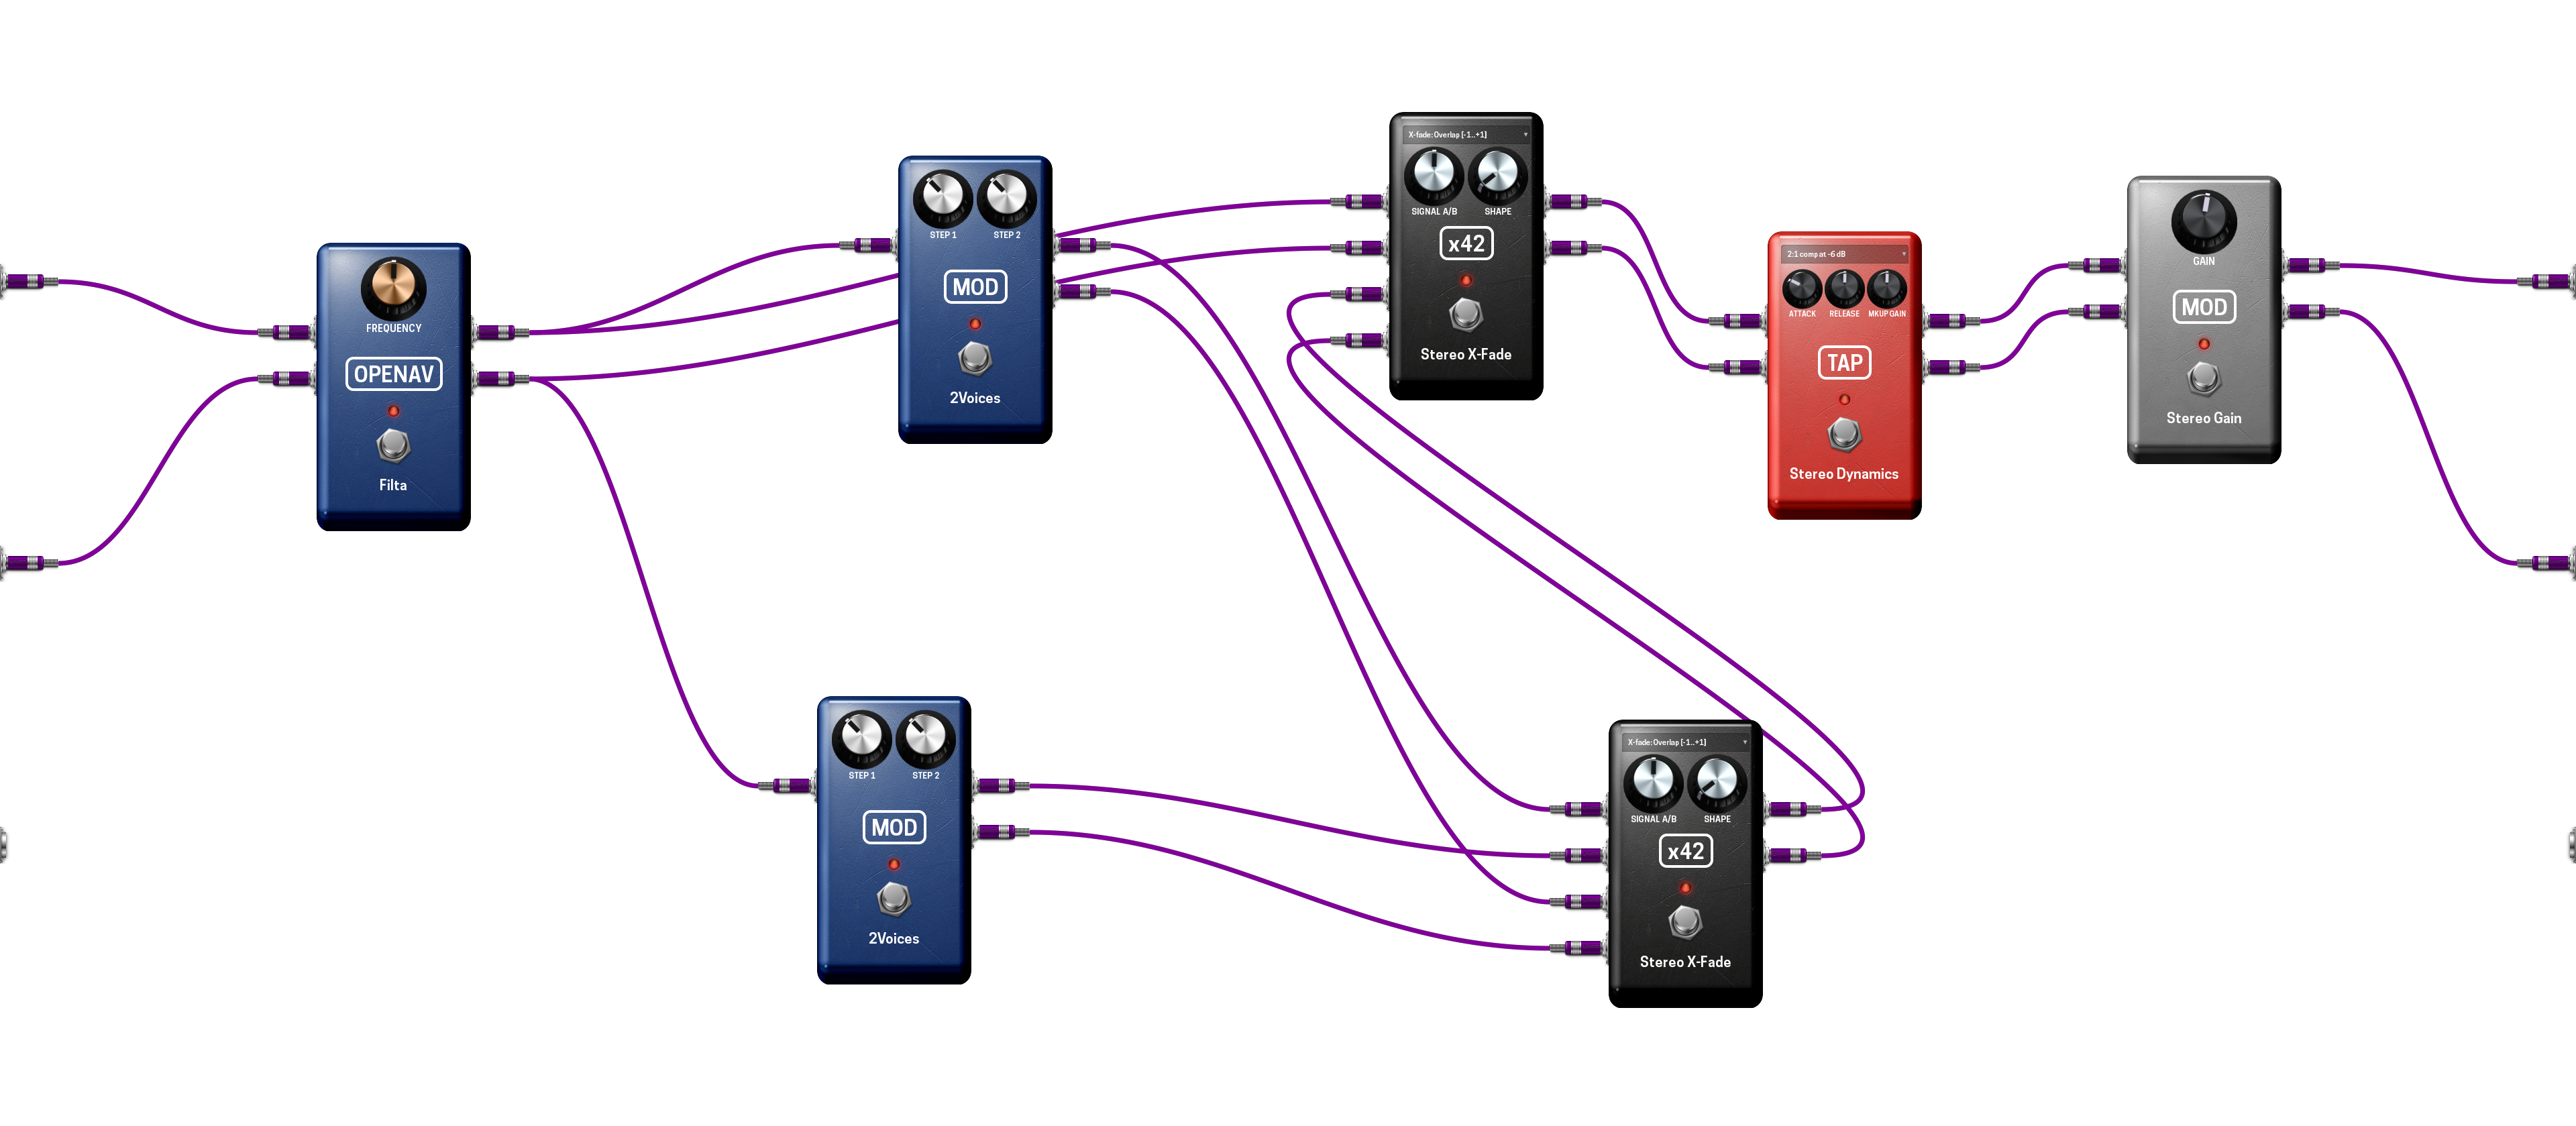 FREQUENCY
OPENAV
Filta
STEP 1 STEP 2
MOD
2Voices
STEP 1 STEP 2
MOD
2Voices
X-fade: Overlap [-1..+1]
SIGNAL A/B SHAPE
x42
Stereo X-Fade
X-fade: Overlap [-1..+1]
SIGNAL A/B SHAPE
x42
Stereo X-Fade
2:1 comp at -6 dB
ATTACK RELEASE MKUP GAIN
TAP
Stereo Dynamics
GAIN
MOD
Stereo Gain